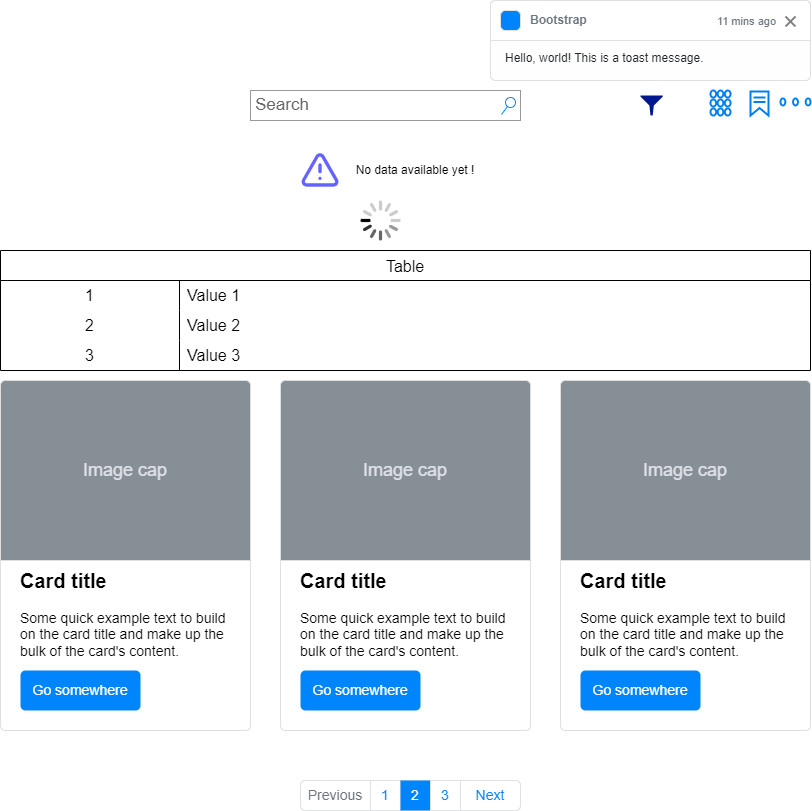 Bootstrap 11 mins ago
Hello, world! This is a toast message.
Search
No data available yet !
Table
1 Value 1
2 Value 2
3 Value 3
Image cap
Card title
Some quick example text to build
on the card title and make up the
bulk of the card's content.
Go somewhere
Image cap
Card title
Some quick example text to build
on the card title and make up the
bulk of the card's content.
Go somewhere
Image cap
Card title
Some quick example text to build
on the card title and make up the
bulk of the card's content.
Go somewhere
Previous 1 2 3 Next